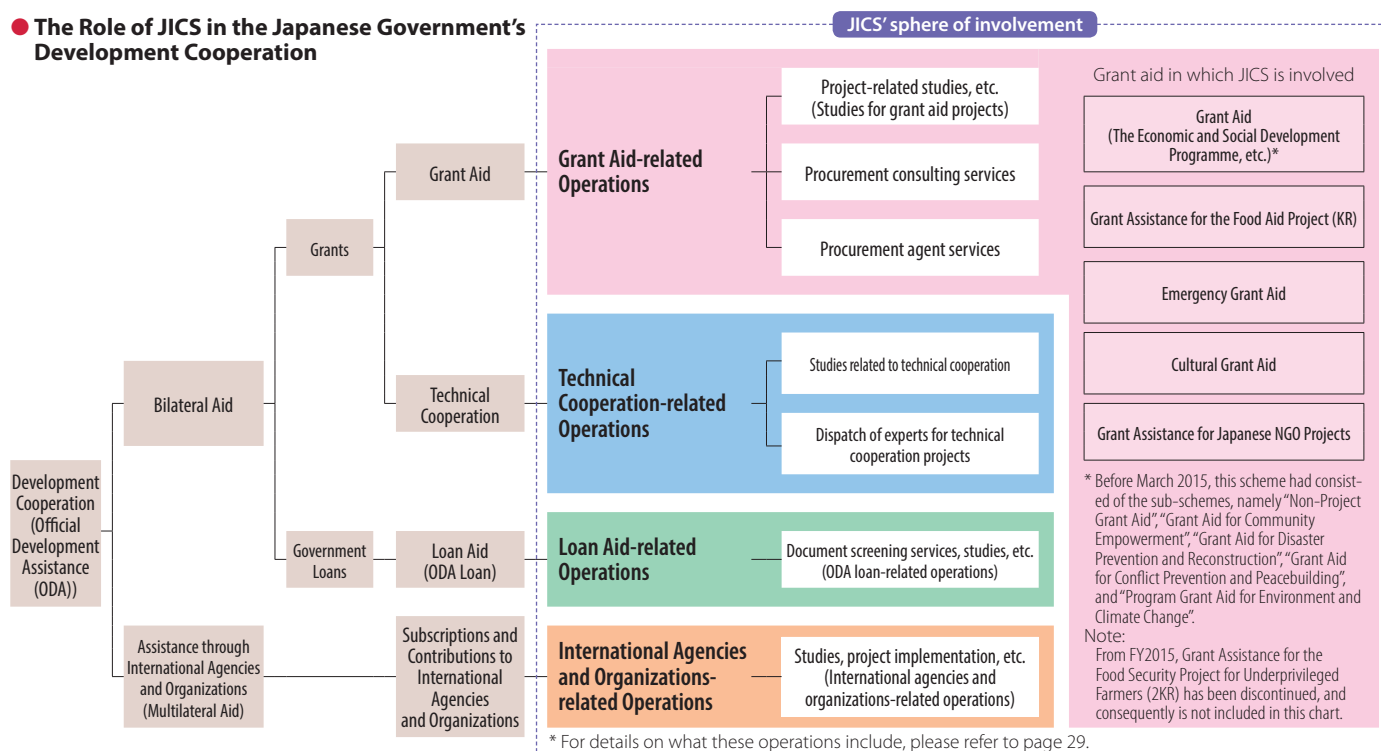 ● The Role of JICS in the Japanese Government's
Development Cooperation
JICS' sphere of involvement
Development
Cooperation
(Official
Development
Assistance
(ODA))
Bilateral Aid
Assistance through
International Agencies
and Organizations
(Multilateral Aid)
Grants
Government
Loans
Grant Aid
Technical
Cooperation
Loan Aid
(ODA Loan)
Subscriptions and
Contributions to
International
Agencies
and Organizations
Grant Aid-related
Operations
Project-related studies, etc.
(Studies for grant aid projects)
Procurement consulting services
Procurement agent services
Technical
Cooperation-related
Operations
Studies related to technical cooperation
Dispatch of experts for technical
cooperation projects
Loan Aid-related
Operations
Document screening services, studies, etc.
(ODA loan-related operations)
International Agencies
and Organizations-
related Operations
Studies, project implementation, etc.
(International agencies and
organizations-related operations)
Grant aid in which JICS is involved
Grant Aid
(The Economic and Social Development
Programme, etc.)*
Grant Assistance for the Food Aid Project (KR)
Emergency Grant Aid
Cultural Grant Aid
Grant Assistance for Japanese NGO Projects
* Before March 2015, this scheme had consist-
ed of the sub-schemes, namely "Non-Project
Grant Aid", "Grant Aid for Community
Empowerment", "Grant Aid for Disaster
Prevention and Reconstruction", "Grant Aid
for Conflict Prevention and Peacebuilding",
and "Program Grant Aid for Environment and
Climate Change".
Note:
From FY2015, Grant Assistance for the
Food Security Project for Underprivileged
Farmers (2KR) has been discontinued, and
consequently is not included in this chart.
* For details on what these operations include, please refer to page 29.